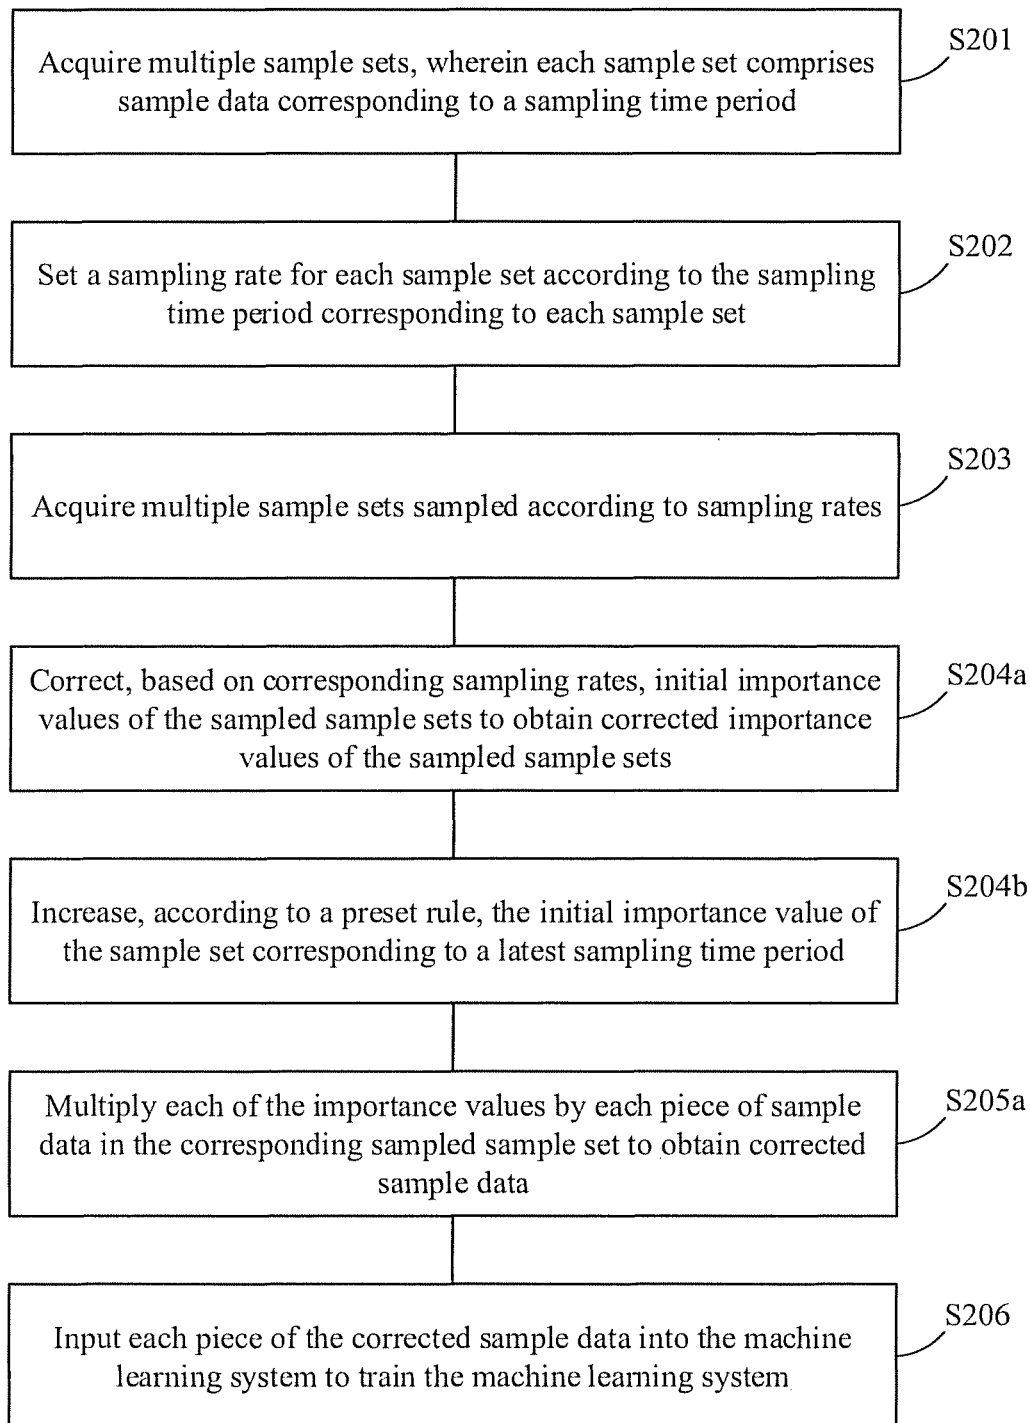 S201
Acquire multiple sample sets, wherein each sample set comprises
sample data corresponding to a sampling time period
S202
Set a sampling rate for each sample set according to the sampling
time period corresponding to each sample set
S203
Acquire multiple sample sets sampled according to sampling rates
S204a
Correct, based on corresponding sampling rates, initial importance
values of the sampled sample sets to obtain corrected importance
values of the sampled sample sets
S204b
Increase, according to a preset rule, the initial importance value of
the sample set corresponding to a latest sampling time period
S205a
Multiply each of the importance values by each piece of sample
data in the corresponding sampled sample set to obtain corrected
sample data
S206
Input each piece of the corrected sample data into the machine
learning system to train the machine learning system